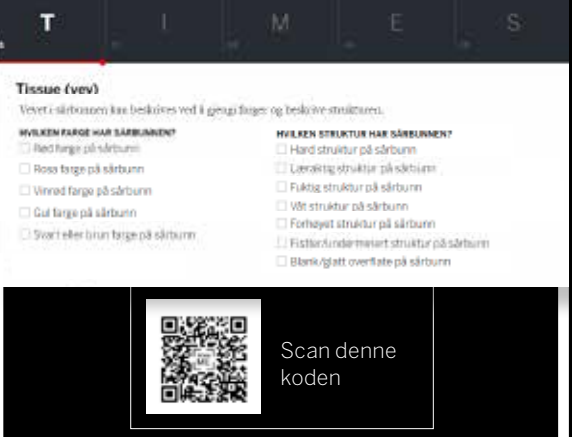 T I M E S
Tissue (vev)
Vevet i sårbunnen kan beskrives ved å gjengi farger og beskrive strukturen.
HVILKEN FARGE HAR SÅRBUNNEN?
Rød farge på sårbunn
Rosa farge på sårbunn
Vinrød farge på sårbunn
Gul farge på sårbunn
Svart eller brun farge på sårbunn
HVILKEN STRUKTUR HAR SÅRBUNNEN?
Hard struktur på sårbunn
Læraktig struktur på sårbunn
Fuktig struktur på sårbunn
Våt struktur på sårbunn
Forhøyet struktur på sårbunn
Fistler/underminert struktur på sårbunn
Blank/glatt overflate på sårbunn
Scan denne
koden